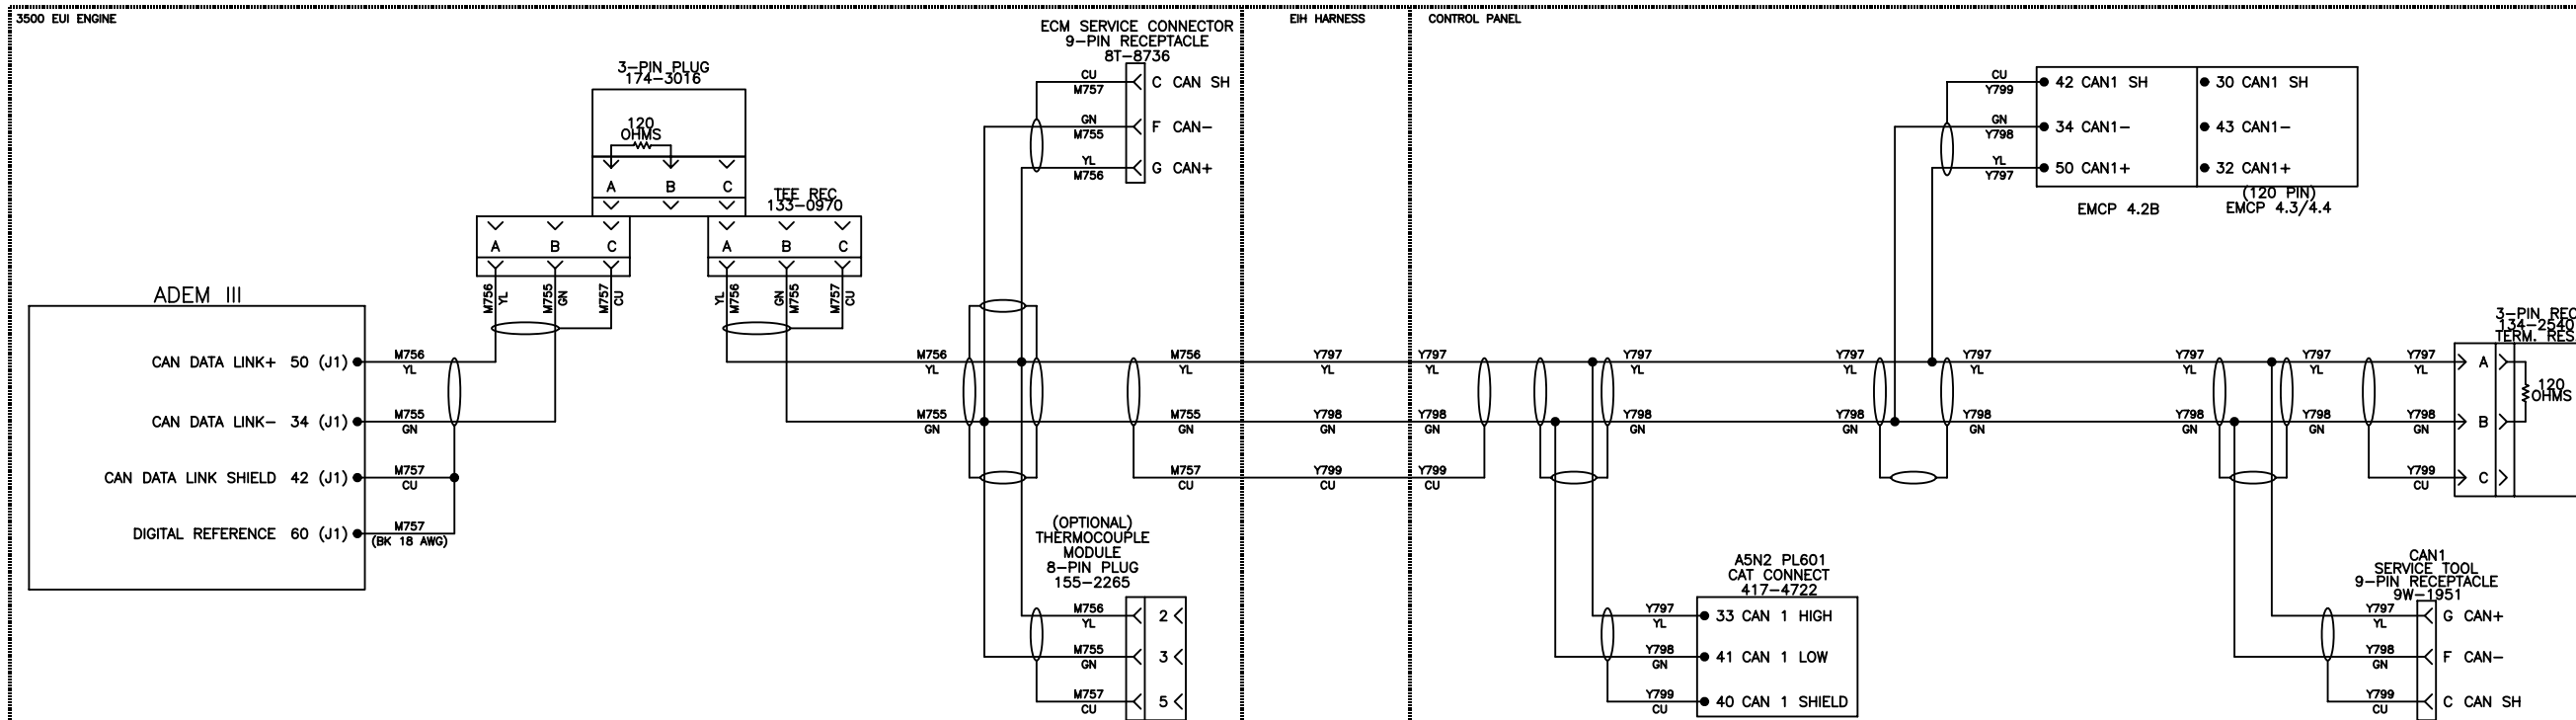 3500 EUI ENGINE
EIH HARNESS
CONTROL PANEL
ECM SERVICE CONNECTOR
9-PIN RECEPTACLE
8T-8736
CU
M757
C CAN SH
GN
M755
F CAN-
YL
M756
G CAN+
3-PIN PLUG
174-3016
120
OHMS
A B C
TEE REC
133-0970
A B C
A B C
M756
YL
M755
GN
M757
CU
YL
M756
GN
M755
M757
CU
CU
Y799
42 CAN1 SH
30 CAN1 SH
GN
Y798
34 CAN1-
43 CAN1-
YL
Y797
50 CAN1+
32 CAN1+
EMCP 4.2B
(120 PIN)
EMCP 4.3/4.4
ADEM III
CAN DATA LINK+ 50 (J1)
M756
YL
CAN DATA LINK- 34 (J1)
M755
GN
CAN DATA LINK SHIELD 42 (J1)
M757
CU
DIGITAL REFERENCE 60 (J1)
M757
(BK 18 AWG)
M756
YL
M756
YL
Y797
YL
Y797
YL
Y797
YL
Y797
YL
Y797
YL
Y797
YL
Y797
YL
Y797
YL
M755
GN
M755
GN
Y798
GN
Y798
GN
Y798
GN
Y798
GN
Y798
GN
Y798
GN
Y798
GN
Y798
GN
M757
CU
Y799
CU
Y799
CU
Y799
CU
3-PIN REC
134-2540
TERM. RES
A
B
C
120
OHMS
(OPTIONAL)
THERMOCOUPLE
MODULE
8-PIN PLUG
155-2265
M756
YL
2
M755
GN
3
M757
CU
5
A5N2 PL601
CAT CONNECT
417-4722
Y797
YL
33 CAN 1 HIGH
Y798
GN
41 CAN 1 LOW
Y799
CU
40 CAN 1 SHIELD
CAN1
SERVICE TOOL
9-PIN RECEPTACLE
9W-1951
Y797
YL
G CAN+
Y798
GN
F CAN-
Y799
CU
C CAN SH